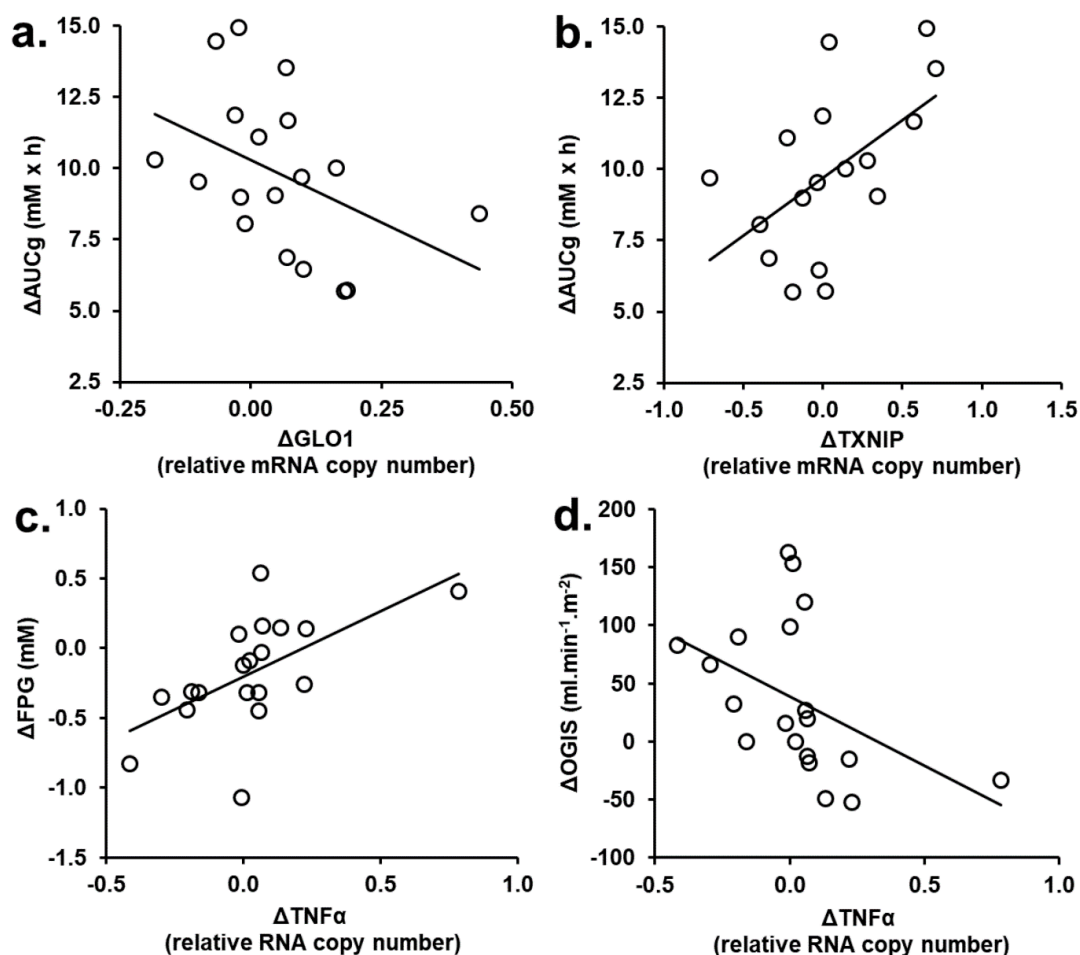 a.
ΔAUCg (mM x h)
15.0
12.5
10.0
7.5
5.0
2.5
-0.25 0.00 0.25 0.50
ΔGLO1
(relative mRNA copy number)
b.
ΔAUCg (mM x h)
15.0
12.5
10.0
7.5
5.0
2.5
-1.0 -0.5 0.0 0.5 1.0 1.5
ΔTXNIP
(relative mRNA copy number)
c.
ΔFPG (mM)
1.0
0.5
0.0
-0.5
-1.0
-1.5
-0.5 0.0 0.5 1.0
ΔTNFα
(relative RNA copy number)
d.
ΔOGIS (ml.min⁻¹.m⁻²)
200
150
100
50
0
-50
-100
-0.5 0.0 0.5 1.0
ΔTNFα
(relative RNA copy number)